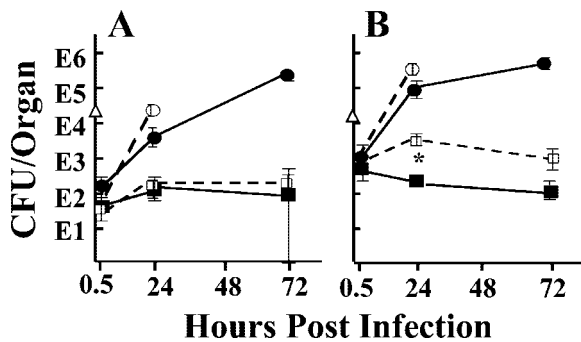 A
B
CFU/Organ
E6
E5
E4
E3
E2
E1
*
0.5 24 48 72
0.5 24 48 72
Hours Post Infection